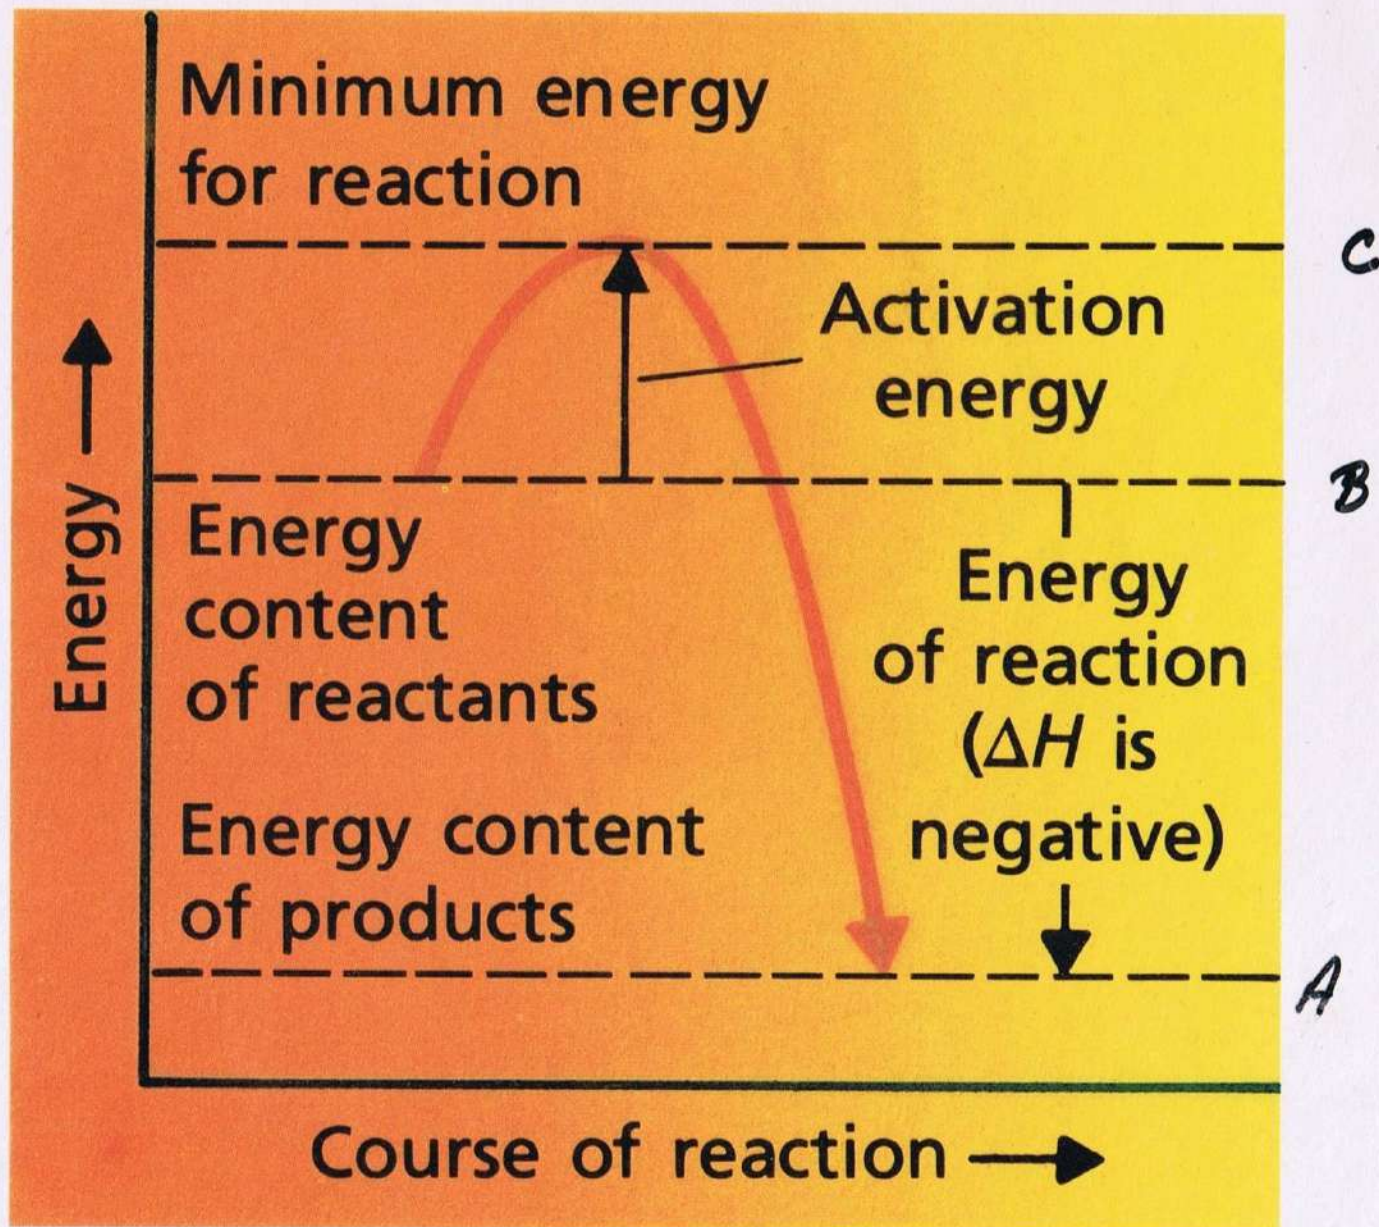 Minimum energy
for reaction
C.
Activation
energy
B
Energy
content
of reactants
Energy
of reaction
(ΔH is
negative)
Energy content
of products
A
Energy
Course of reaction